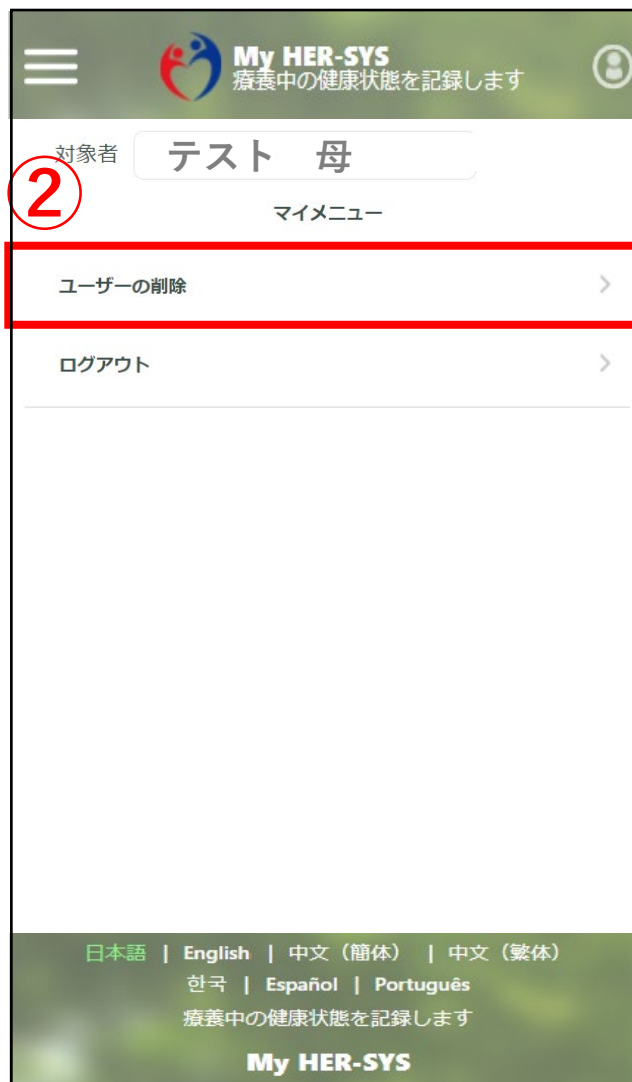 My HER-SYS
療養中の健康状態を記録します
対象者 テスト 母
②
マイメニュー
ユーザーの削除
ログアウト
日本語 | English | 中文（簡体） | 中文（繁体）
한국 | Español | Português
療養中の健康状態を記録します
My HER-SYS